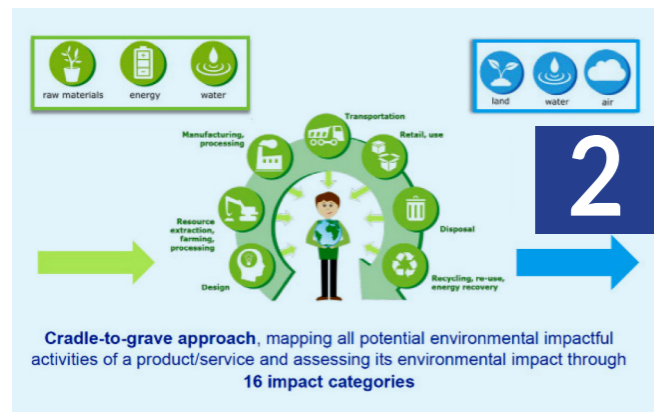 raw materials
energy
water
land
water
air
2
Transportation
Manufacturing,
processing
Retail, use
Resource
extraction,
farming,
processing
Disposal
Design
Recycling, re-use,
energy recovery
Cradle-to-grave approach, mapping all potential environmental impactful
activities of a product/service and assessing its environmental impact through
16 impact categories